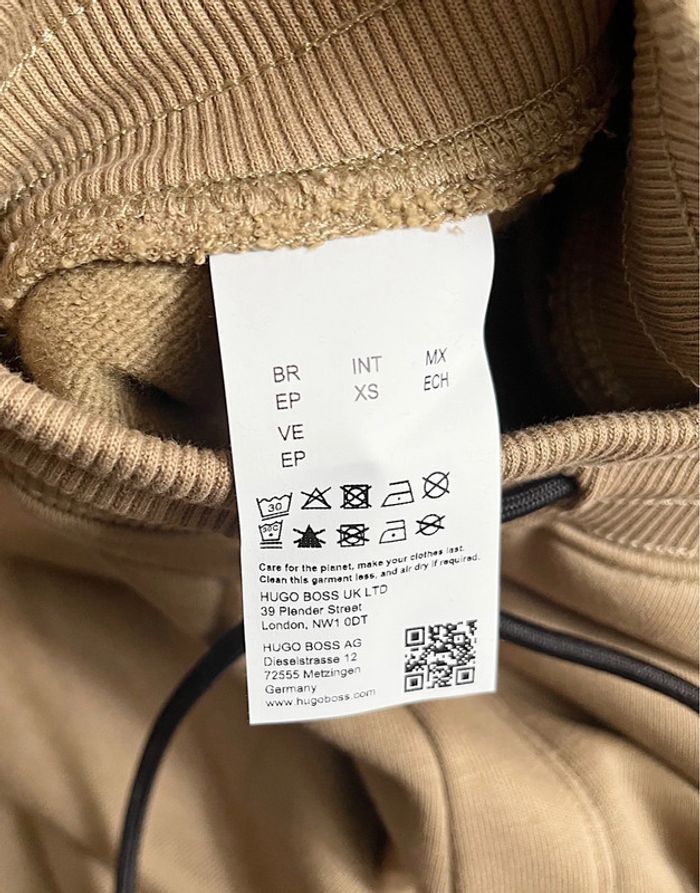 BR INT MX
EP XS ECH
VE
EP
30
30C
Care for the planet, make your clothes last.
Clean this garment less, and air dry if required.
HUGO BOSS UK LTD
39 Plender Street
London, NW1 0DT
HUGO BOSS AG
Dieselstrasse 12
72555 Metzingen
Germany
www.hugoboss.com